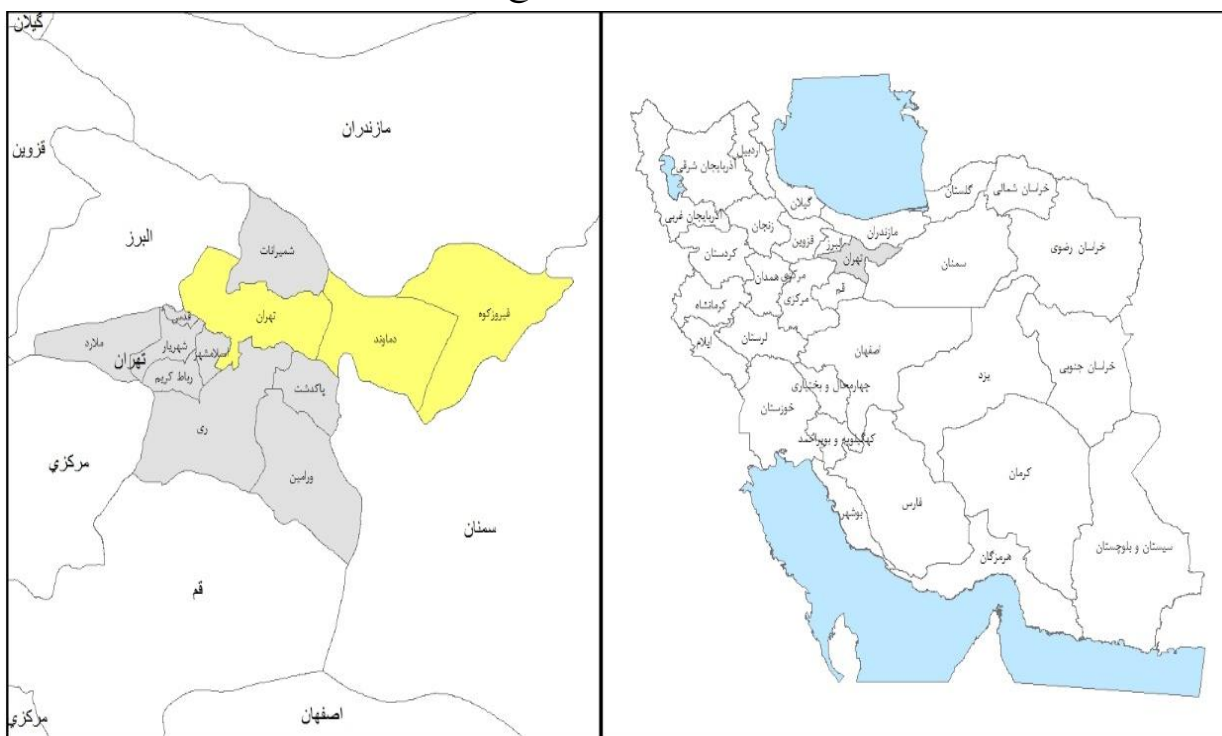 گیلان
مازندران
قزوین
البرز
شمیرانات
فیروزکوه
تهران
قدس
دماوند
ملارد
شهریار
اسلامشهر
تهران
رباط کریم
پاکدشت
ری
مرکزي
ورامین
سمنان
قم
اصفهان
مرکزي
اردبیل
آذربایجان شرقی
خراسان شمالی
گلستان
گیلان
آذربایجان غربی
زنجان
مازندران
قزوین
البرز
خراسان رضوی
کردستان
تهران
سمنان
همدان
مرکزی
قم
کرمانشاه
مرکزی
لرستان
ایلام
اصفهان
خراسان جنوبی
یزد
چهارمحال و بختیاری
خوزستان
کهگیلویه و بویراحمد
کرمان
فارس
بوشهر
سیستان و بلوچستان
هرمزگان